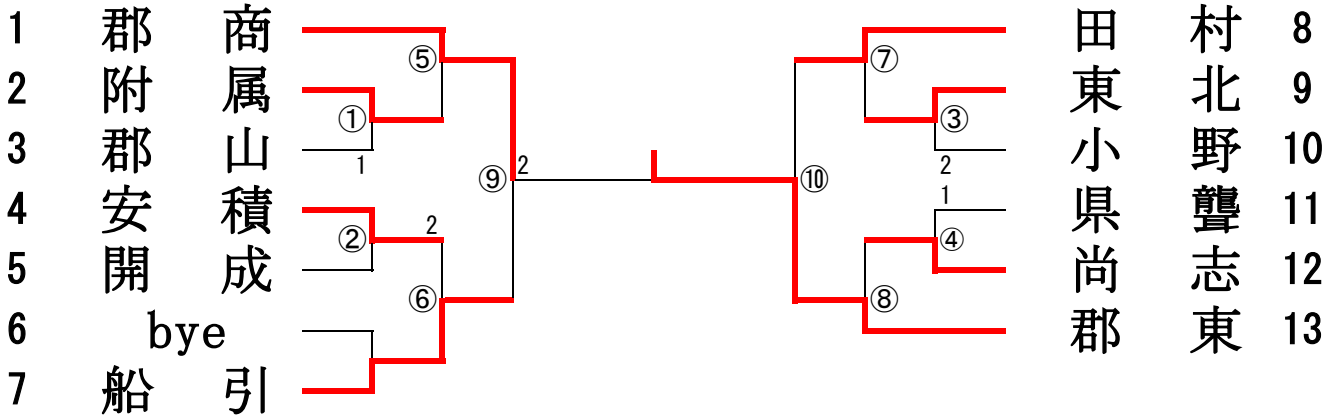 1 郡 商
⑤
2 附 属
①
3 郡 山
1
⑨ 2
4 安 積
② 2
5 開 成
⑥
6 bye
7 船 引
田 村 8
⑦
東 北 9
③
小 野 10
2
⑩
1
県 聾 11
④
尚 志 12
⑧
郡 東 13